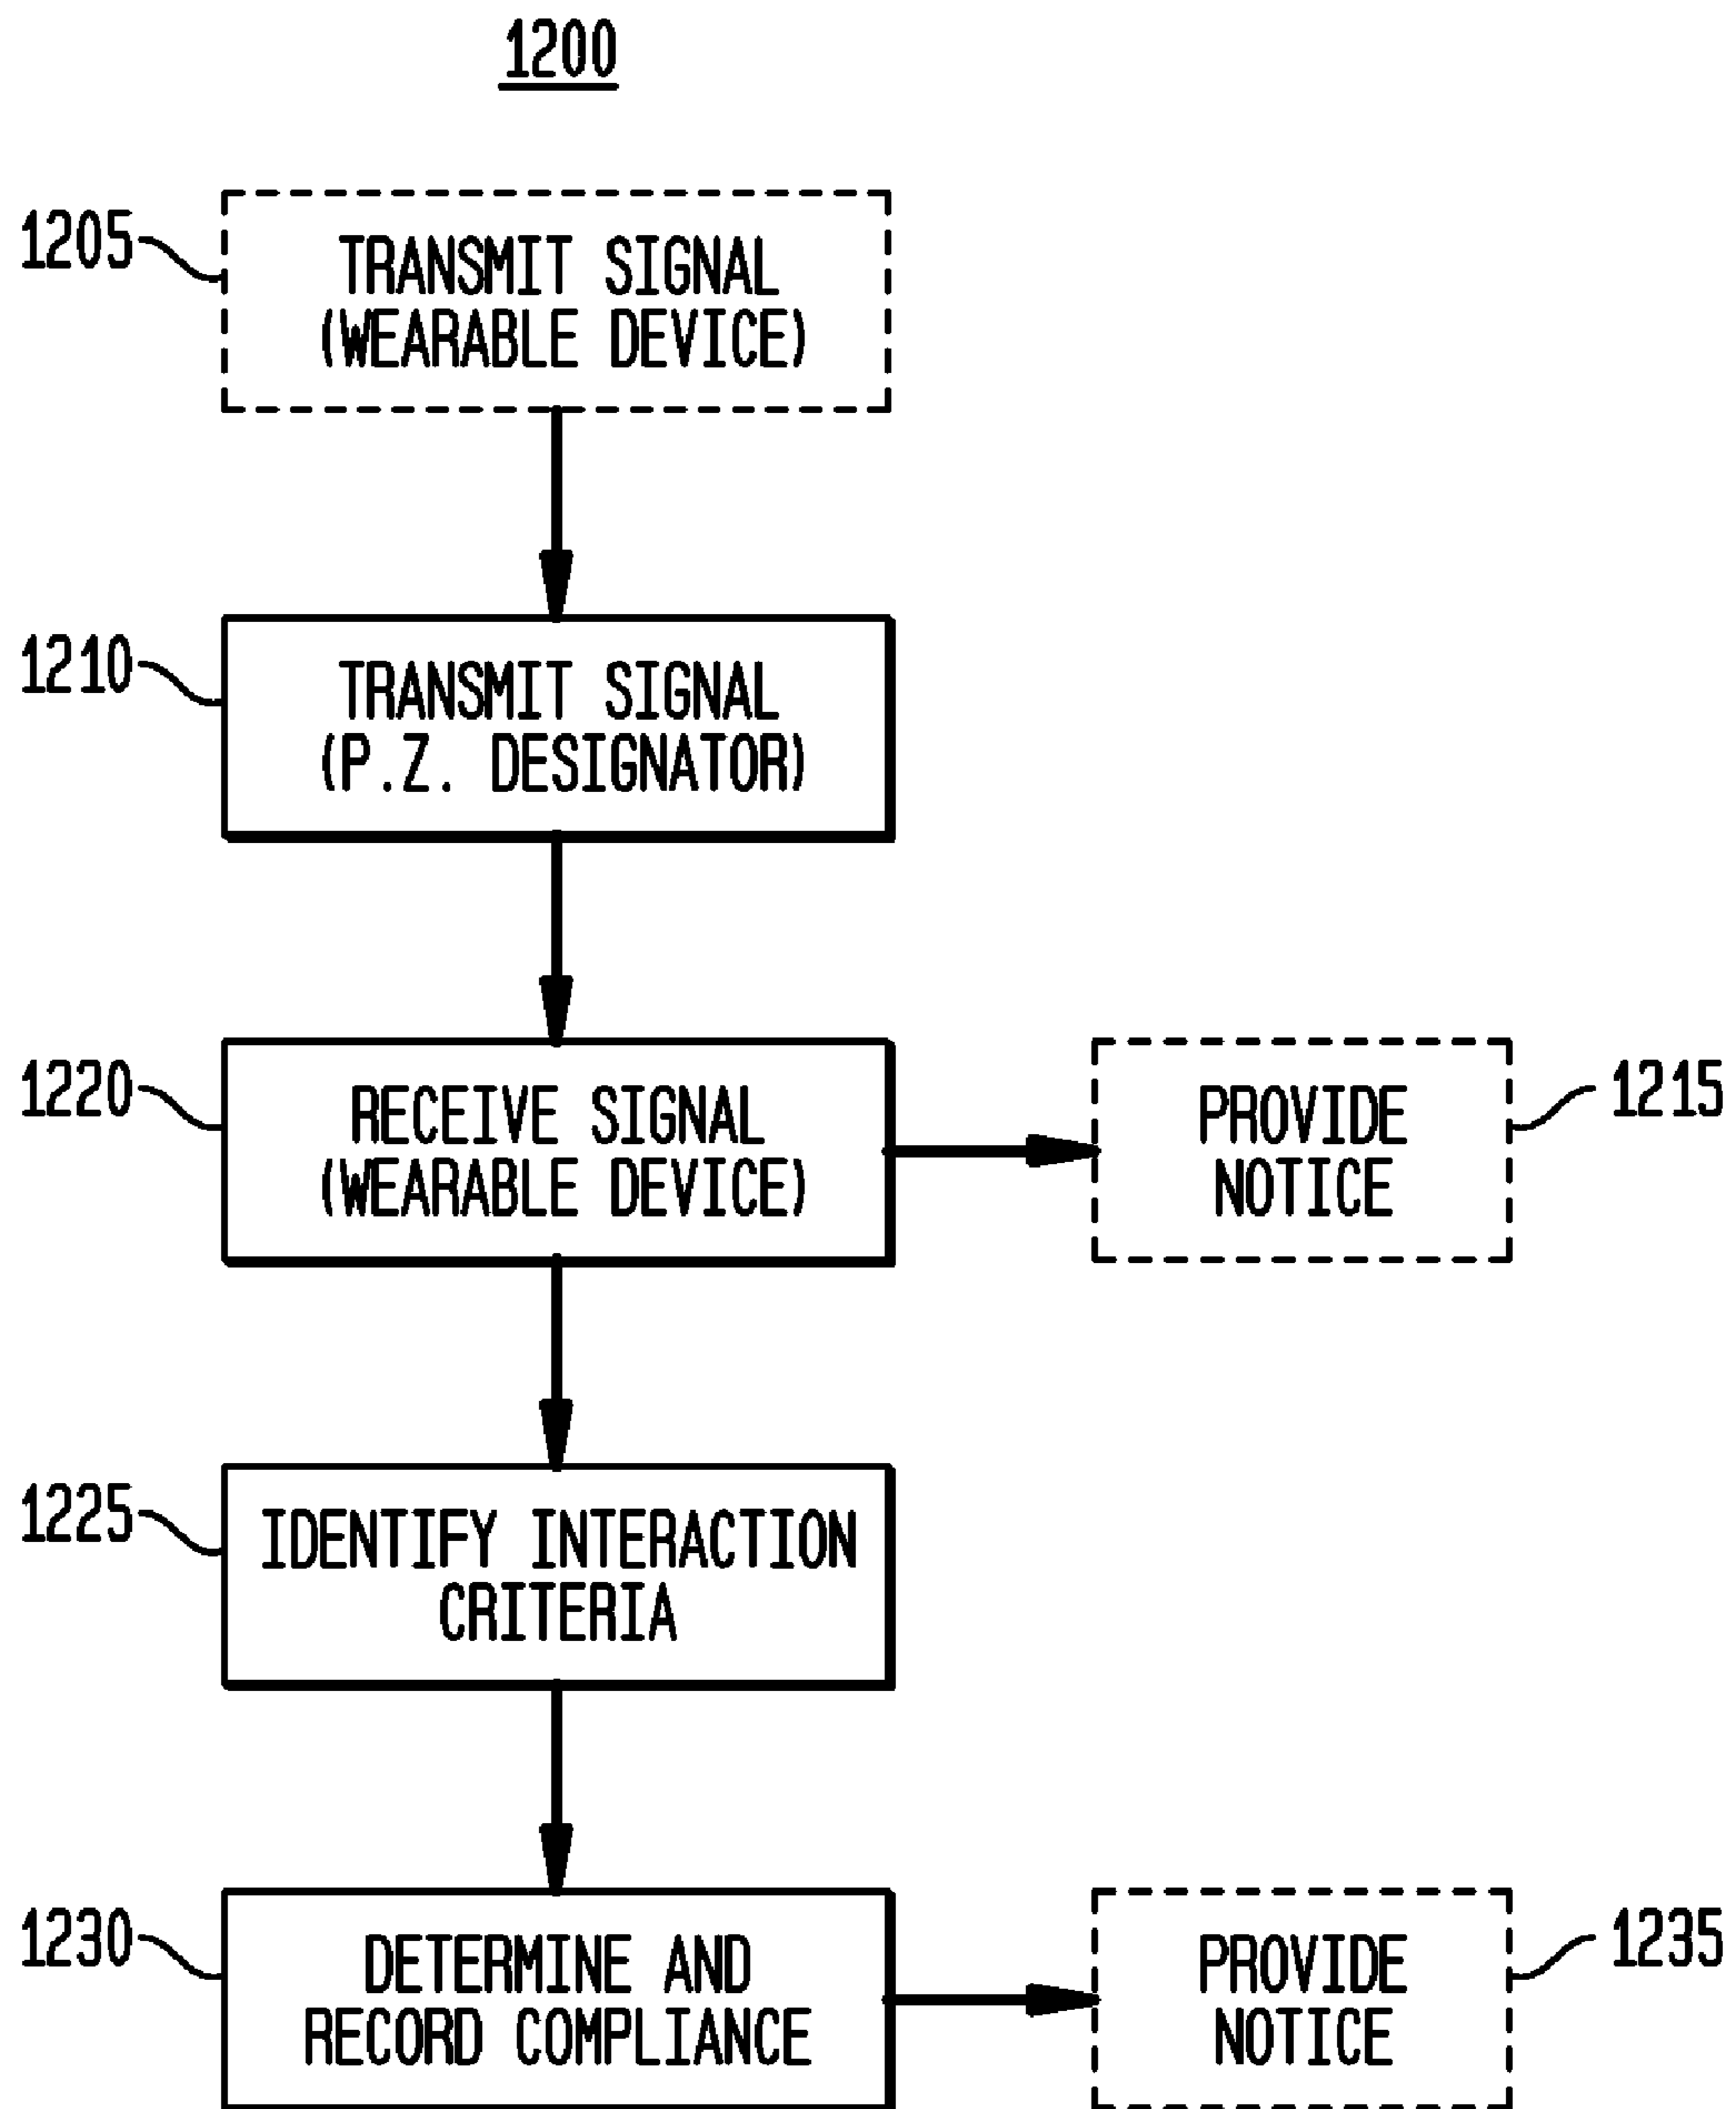 1200
1205
TRANSMIT SIGNAL
(WEARABLE DEVICE)
1210
TRANSMIT SIGNAL
(P.Z. DESIGNATOR)
1220
RECEIVE SIGNAL
(WEARABLE DEVICE)
PROVIDE
NOTICE
1215
1225
IDENTIFY INTERACTION
CRITERIA
1230
DETERMINE AND
RECORD COMPLIANCE
PROVIDE
NOTICE
1235